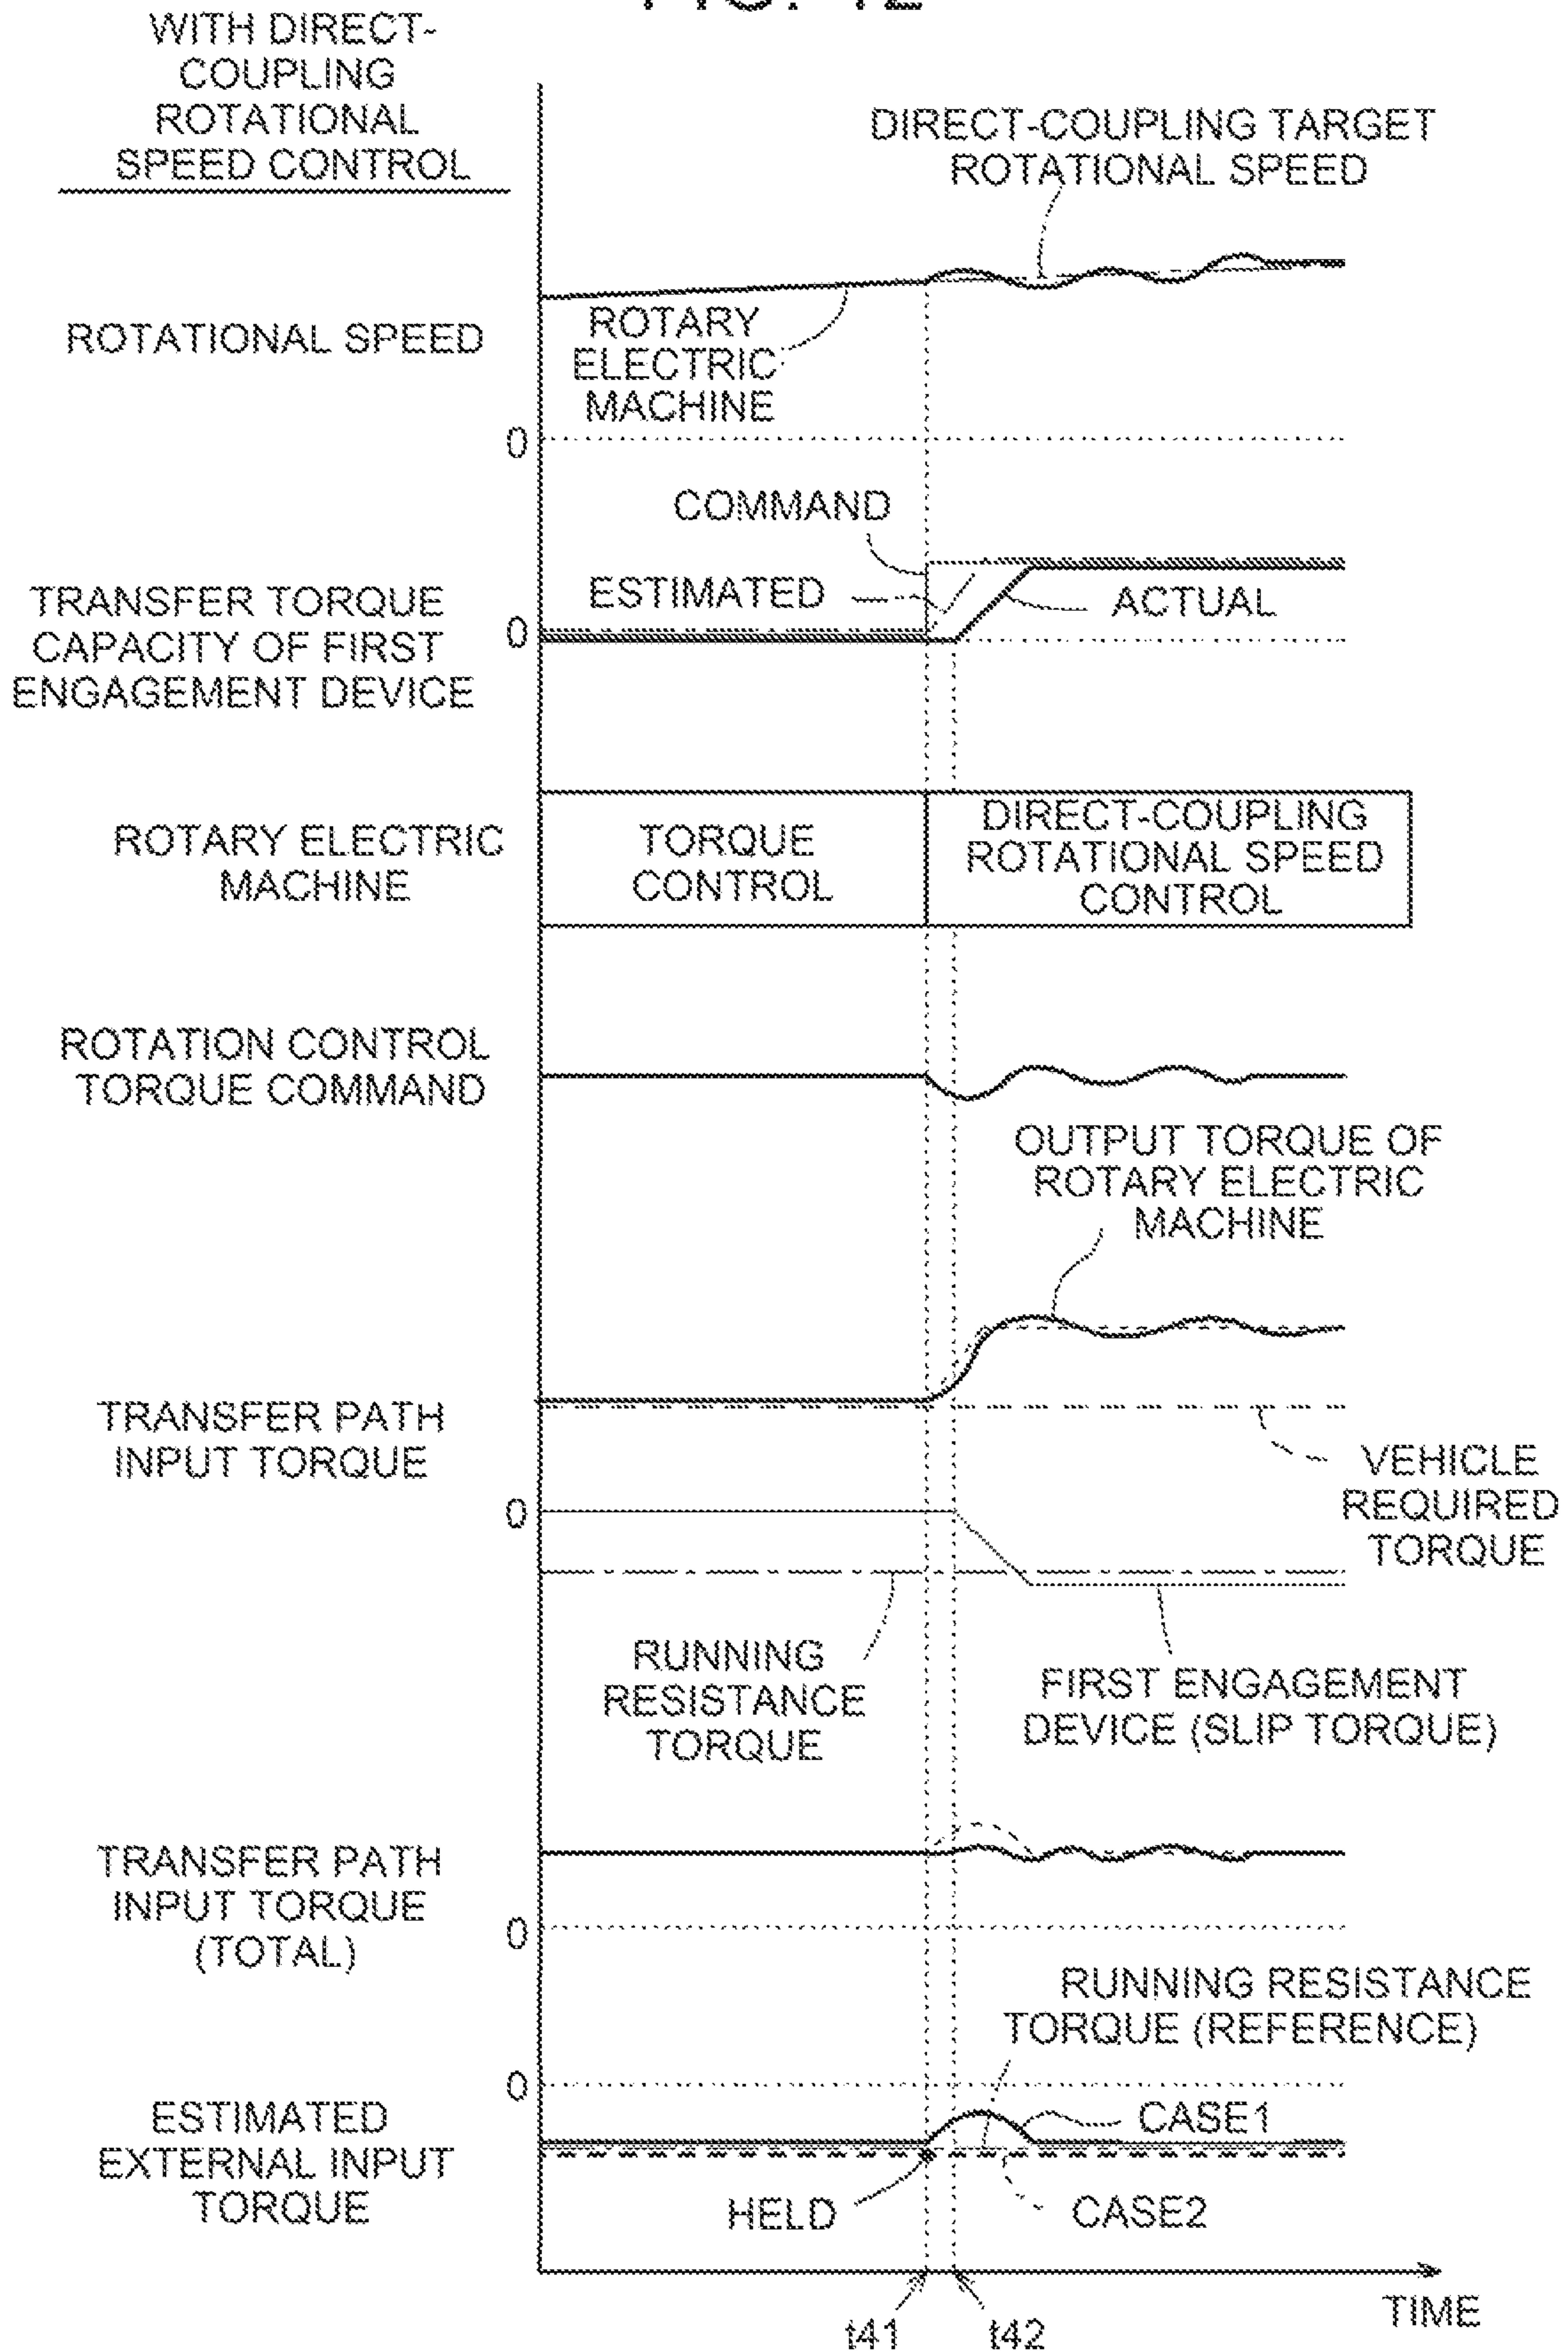 WITH DIRECT-
COUPLING
ROTATIONAL
SPEED CONTROL
DIRECT-COUPLING TARGET
ROTATIONAL SPEED
ROTATIONAL SPEED
ROTARY
ELECTRIC
MACHINE
0
COMMAND
ESTIMATED
ACTUAL
TRANSFER TORQUE
CAPACITY OF FIRST
ENGAGEMENT DEVICE
0
ROTARY ELECTRIC
MACHINE
TORQUE
CONTROL
DIRECT-COUPLING
ROTATIONAL SPEED
CONTROL
ROTATION CONTROL
TORQUE COMMAND
OUTPUT TORQUE OF
ROTARY ELECTRIC
MACHINE
TRANSFER PATH
INPUT TORQUE
VEHICLE
REQUIRED
TORQUE
0
RUNNING
RESISTANCE
TORQUE
FIRST ENGAGEMENT
DEVICE (SLIP TORQUE)
TRANSFER PATH
INPUT TORQUE
(TOTAL)
0
RUNNING RESISTANCE
TORQUE (REFERENCE)
0
ESTIMATED
EXTERNAL INPUT
TORQUE
CASE1
HELD
CASE2
t41
t42
TIME